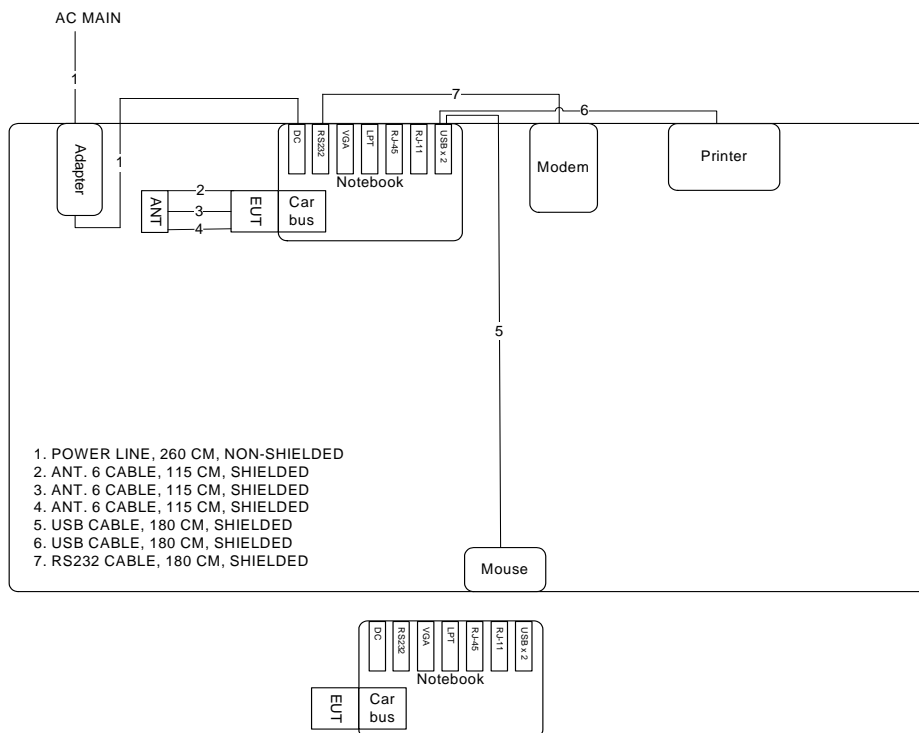 AC MAIN
1
7
6
Adapter
1
DC
RS232
VGA
LPT
RJ-45
RJ-11
USB x 2
Notebook
Modem
Printer
ANT
2
3
4
EUT
Car
bus
5
1. POWER LINE, 260 CM, NON-SHIELDED
2. ANT. 6 CABLE, 115 CM, SHIELDED
3. ANT. 6 CABLE, 115 CM, SHIELDED
4. ANT. 6 CABLE, 115 CM, SHIELDED
5. USB CABLE, 180 CM, SHIELDED
6. USB CABLE, 180 CM, SHIELDED
7. RS232 CABLE, 180 CM, SHIELDED
Mouse
DC
RS232
VGA
LPT
RJ-45
RJ-11
USB x 2
Notebook
EUT
Car
bus